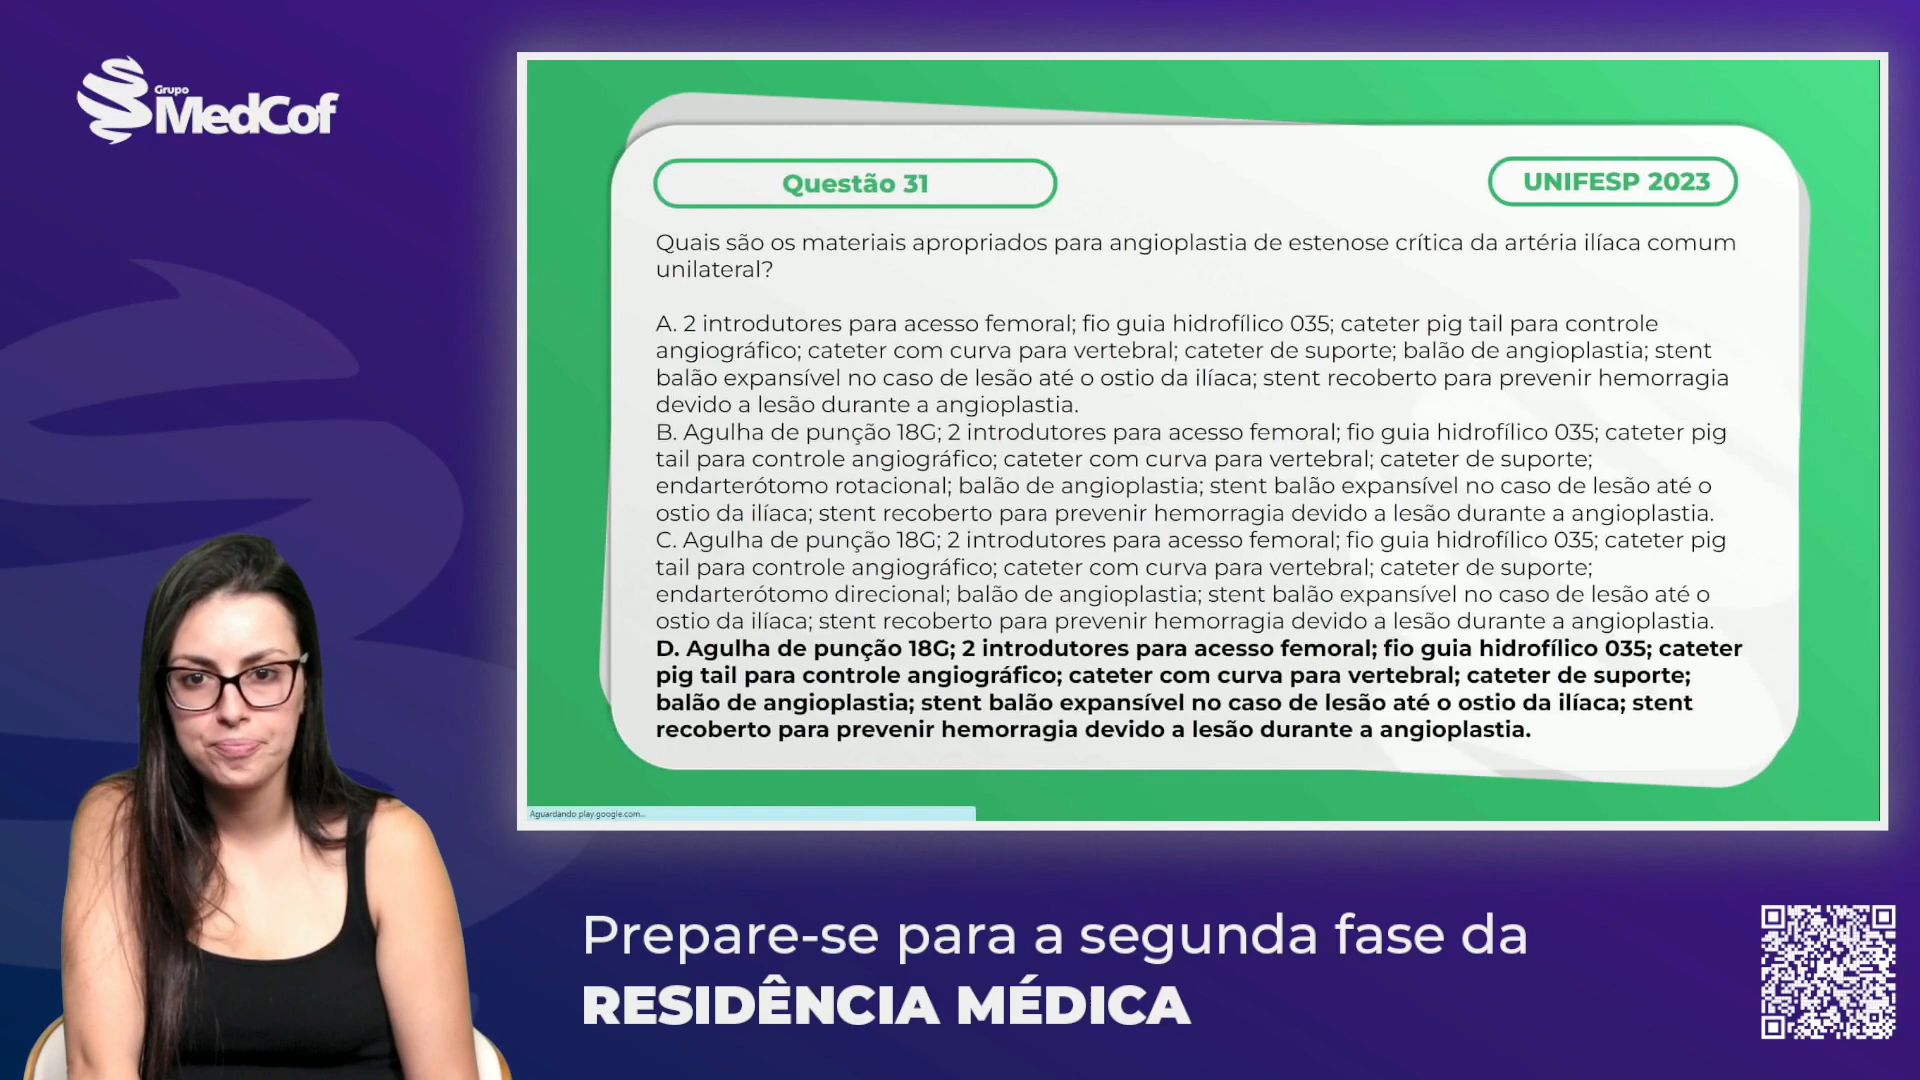 Grupo
MedCof
Questão 31
UNIFESP 2023
Quais são os materiais apropriados para angioplastia de estenose crítica da artéria ilíaca comum
unilateral?
A. 2 introdutores para acesso femoral; fio guia hidrofílico 035; cateter pig tail para controle
angiográfico; cateter com curva para vertebral; cateter de suporte; balão de angioplastia; stent
balão expansível no caso de lesão até o ostio da ilíaca; stent recoberto para prevenir hemorragia
devido a lesão durante a angioplastia.
B. Agulha de punção 18G; 2 introdutores para acesso femoral; fio guia hidrofílico 035; cateter pig
tail para controle angiográfico; cateter com curva para vertebral; cateter de suporte;
endarterótomo rotacional; balão de angioplastia; stent balão expansível no caso de lesão até o
ostio da ilíaca; stent recoberto para prevenir hemorragia devido a lesão durante a angioplastia.
C. Agulha de punção 18G; 2 introdutores para acesso femoral; fio guia hidrofílico 035; cateter pig
tail para controle angiográfico; cateter com curva para vertebral; cateter de suporte;
endarterótomo direcional; balão de angioplastia; stent balão expansível no caso de lesão até o
ostio da ilíaca; stent recoberto para prevenir hemorragia devido a lesão durante a angioplastia.
D. Agulha de punção 18G; 2 introdutores para acesso femoral; fio guia hidrofílico 035; cateter
pig tail para controle angiográfico; cateter com curva para vertebral; cateter de suporte;
balão de angioplastia; stent balão expansível no caso de lesão até o ostio da ilíaca; stent
recoberto para prevenir hemorragia devido a lesão durante a angioplastia.
Aguardando play.google.com...
Prepare-se para a segunda fase da
RESIDÊNCIA MÉDICA